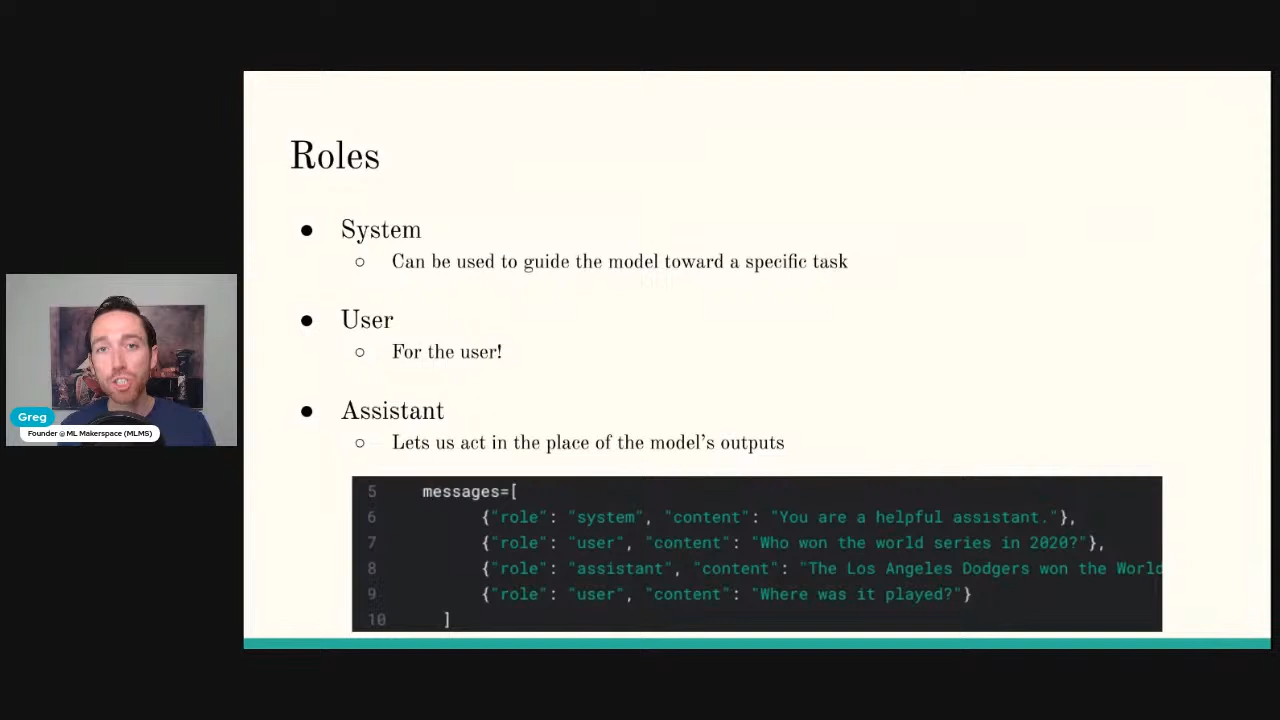 Roles
● System
○ Can be used to guide the model toward a specific task
● User
○ For the user!
● Assistant
○ Lets us act in the place of the model's outputs
5 messages=[
6 {"role": "system", "content": "You are a helpful assistant."},
7 {"role": "user", "content": "Who won the world series in 2020?"},
8 {"role": "assistant", "content": "The Los Angeles Dodgers won the World
9 {"role": "user", "content": "Where was it played?"}
10 ]
Greg
Founder @ ML Makerspace (MLMS)